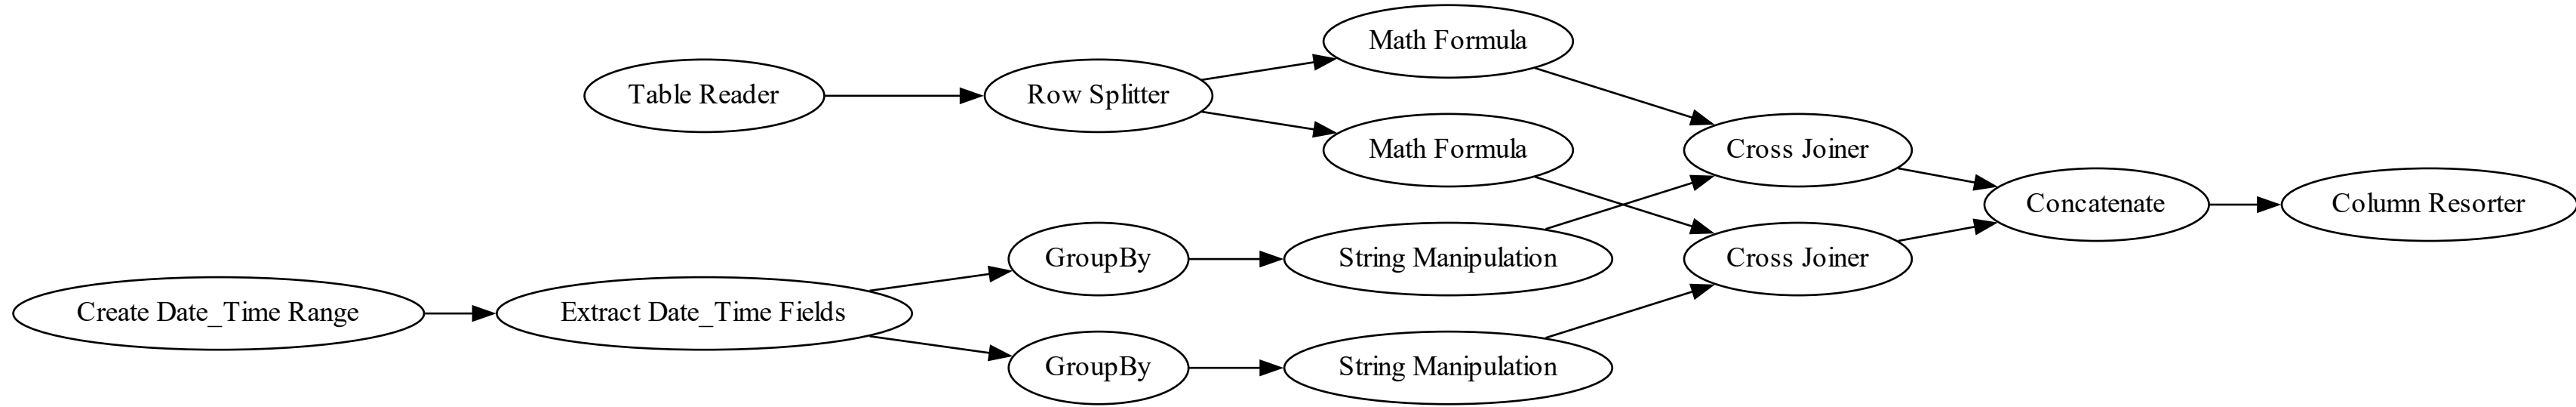 Math Formula
Table Reader
Row Splitter
Math Formula
Cross Joiner
Concatenate
Column Resorter
GroupBy
String Manipulation
Cross Joiner
Create Date_Time Range
Extract Date_Time Fields
GroupBy
String Manipulation